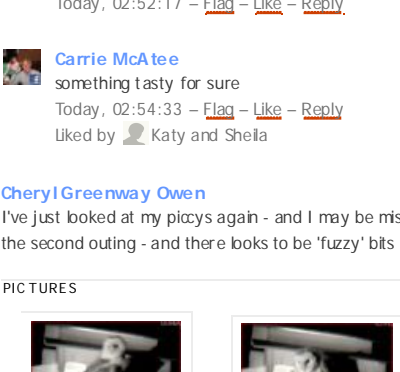 Today, 02:52:17 – Flag – Like – Reply
Carrie McAtee
something tasty for sure
Today, 02:54:33 – Flag – Like – Reply
Liked by Katy and Sheila
Cheryl Greenway Owen
I've just looked at my piccys again - and I may be mis
the second outing - and there looks to be 'fuzzy' bits
PICTURES